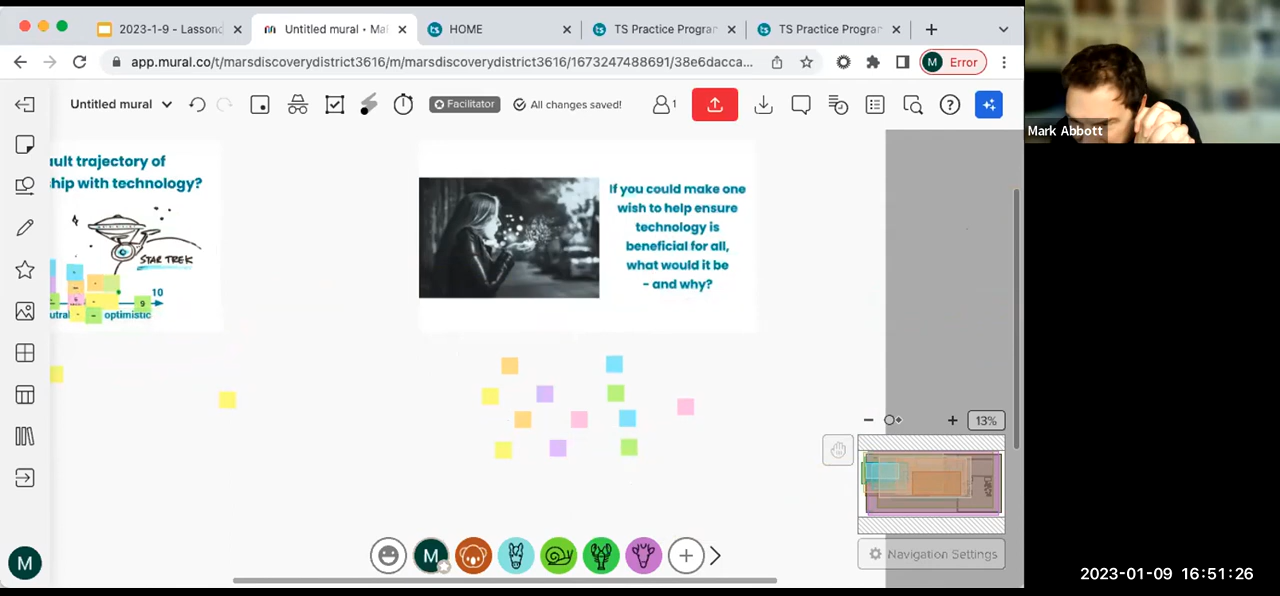 2023-1-9 - Lassond
Untitled mural • Mal
HOME
TS Practice Progra
TS Practice Progra
app.mural.co/t/marsdiscoverydistrict3616/m/marsdiscoverydistrict3616/1673247488691/38e6dacca...
M
Error
Untitled mural
Facilitator
All changes saved!
1
Mark Abbott
ault trajectory of
ship with technology?
STAR TREK
10
9
utral
optimistic
If you could make one
wish to help ensure
technology is
beneficial for all,
what would it be
- and why?
13%
M
M
Navigation Settings
2023-01-09 16:51:26